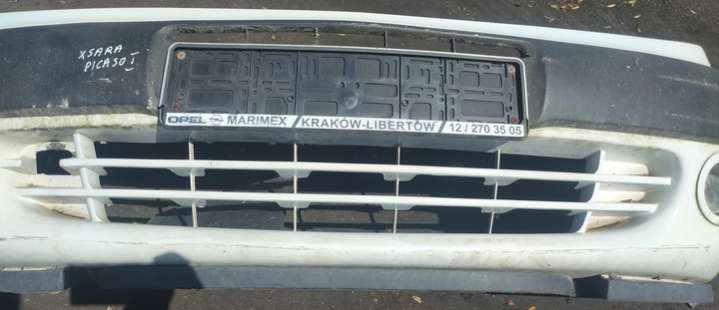 XSARA I
PICASO
OPEL MARIMEX / KRAKÓW-LIBERTÓW / 12 / 270 35 05